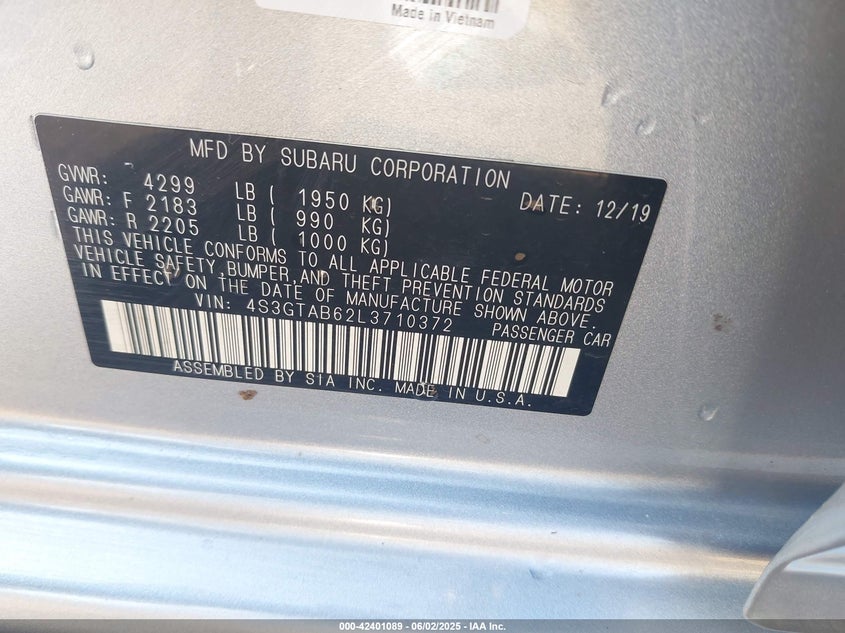 Made in Vietnam
MFD BY SUBARU CORPORATION
GVWR: 4299 LB ( 1950 KG) DATE: 12/19
GAWR: F 2183 LB ( 990 KG)
GAWR: R 2205 LB ( 1000 KG)
THIS VEHICLE CONFORMS TO ALL APPLICABLE FEDERAL MOTOR
VEHICLE SAFETY, BUMPER, AND THEFT PREVENTION STANDARDS
IN EFFECT ON THE DATE OF MANUFACTURE SHOWN ABOVE.
VIN: 4S3GTAB62L3710372 PASSENGER CAR
ASSEMBLED BY SIA INC. MADE IN U.S.A.
000-42401089 - 06/02/2025 - IAA Inc.